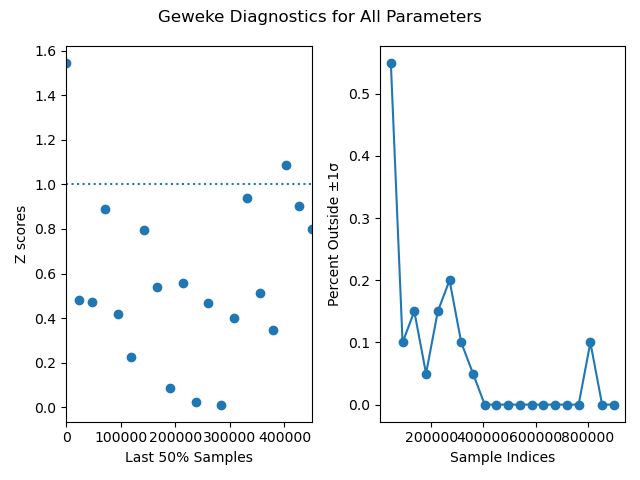 Geweke Diagnostics for All Parameters
1.6
1.4
1.2
1.0
0.8
0.6
0.4
0.2
0.0
Z scores
0 100000 200000 300000 400000
Last 50% Samples
0.5
0.4
0.3
0.2
0.1
0.0
Percent Outside ±1σ
200000 400000 600000 800000
Sample Indices